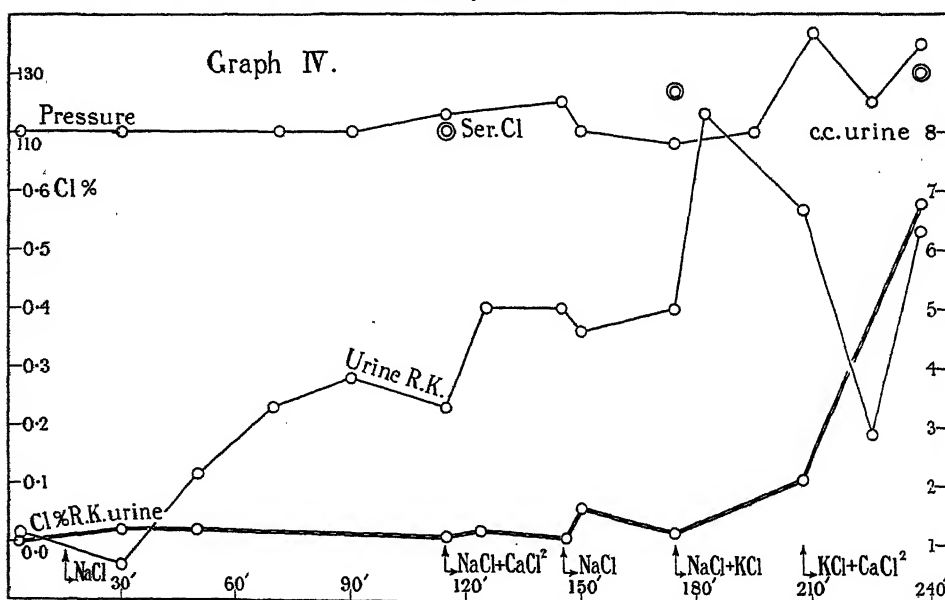 Graph IV.
130
Pressure
110
Ser. Cl
c.c. urine
8
0·6 Cl %
7
0·5
6
0·4
5
0·3
4
Urine R.K.
0·2
3
0·1
2
Cl % R.K. urine
0·0
1
NaCl
NaCl+CaCl²
NaCl
NaCl+KCl
KCl+CaCl²
30'
60'
90'
120'
150'
180'
210'
240'